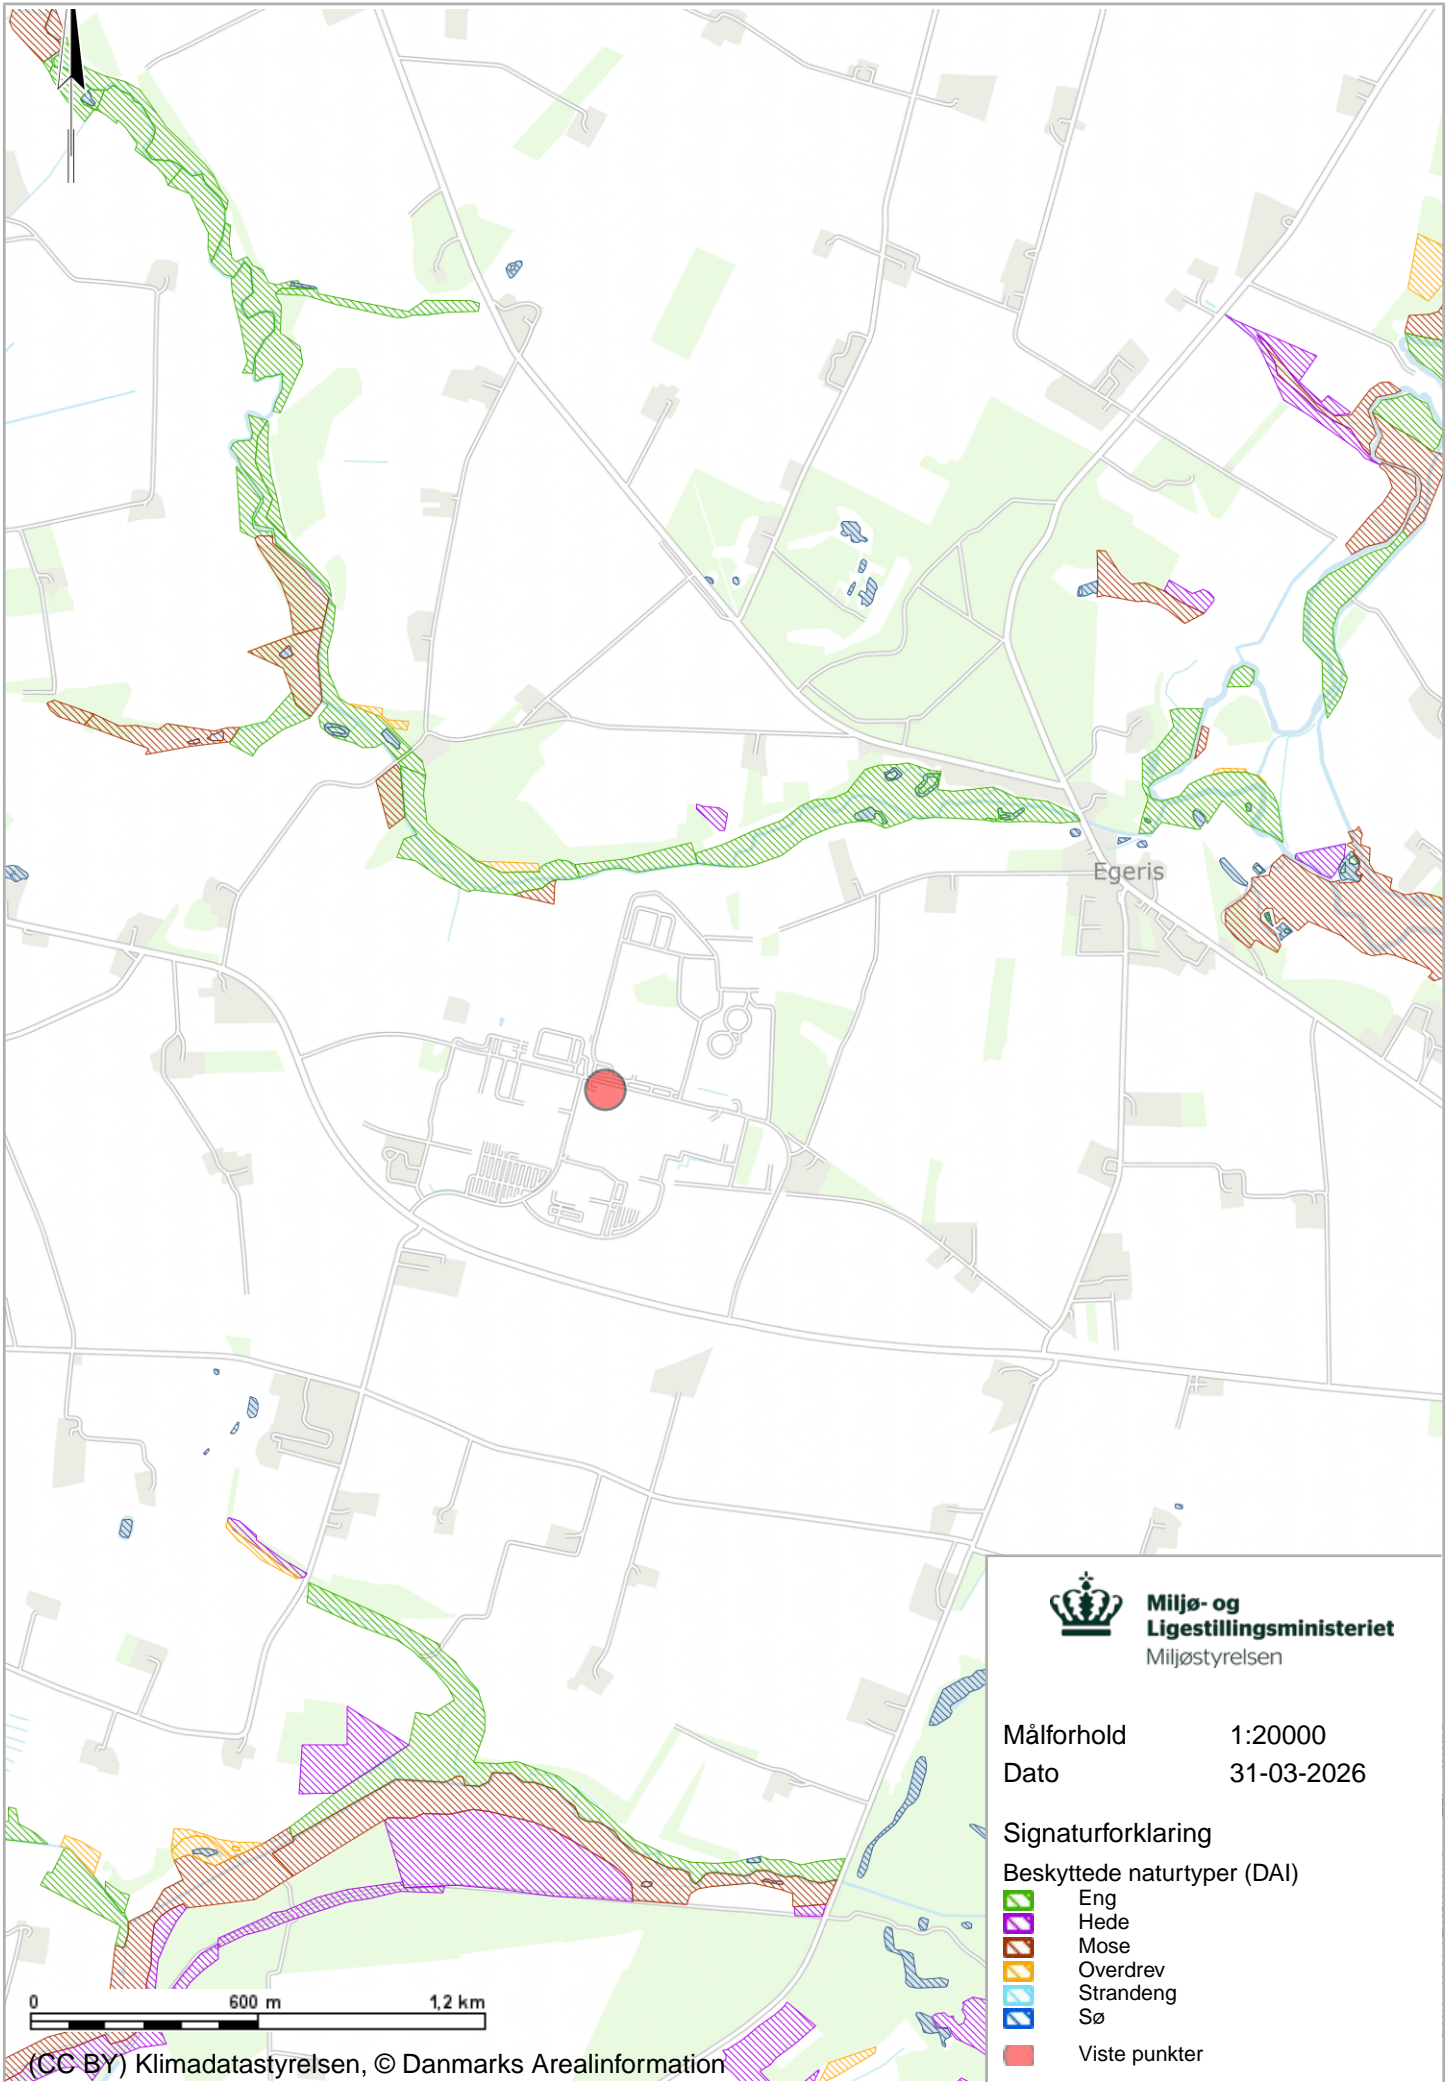 Egeris
Miljø- og
Ligestillingsministeriet
Miljøstyrelsen
Målforhold 1:20000
Dato 31-03-2026
Signaturforklaring
Beskyttede naturtyper (DAI)
Eng
Hede
Mose
Overdrev
Strandeng
Sø
Viste punkter
0 600 m 1,2 km
(CC BY) Klimadatastyrelsen, © Danmarks Arealinformation